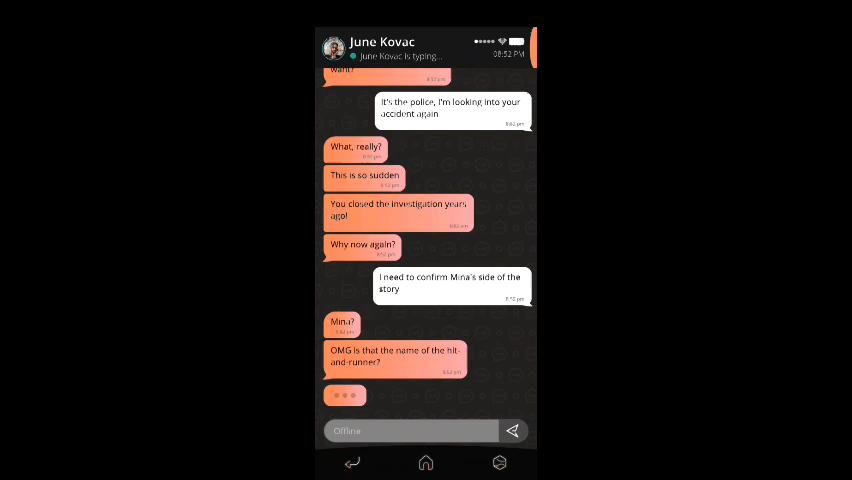 June Kovac
June Kovac is typing...
08:52 PM
want?
8:52 pm
It's the police, I'm looking into your
accident again
8:52 pm
What, really?
8:52 pm
This is so sudden
8:52 pm
You closed the investigation years
ago!
8:52 pm
Why now again?
8:52 pm
I need to confirm Mina's side of the
story
8:52 pm
Mina?
8:52 pm
OMG is that the name of the hit-
and-runner?
8:52 pm
Offline